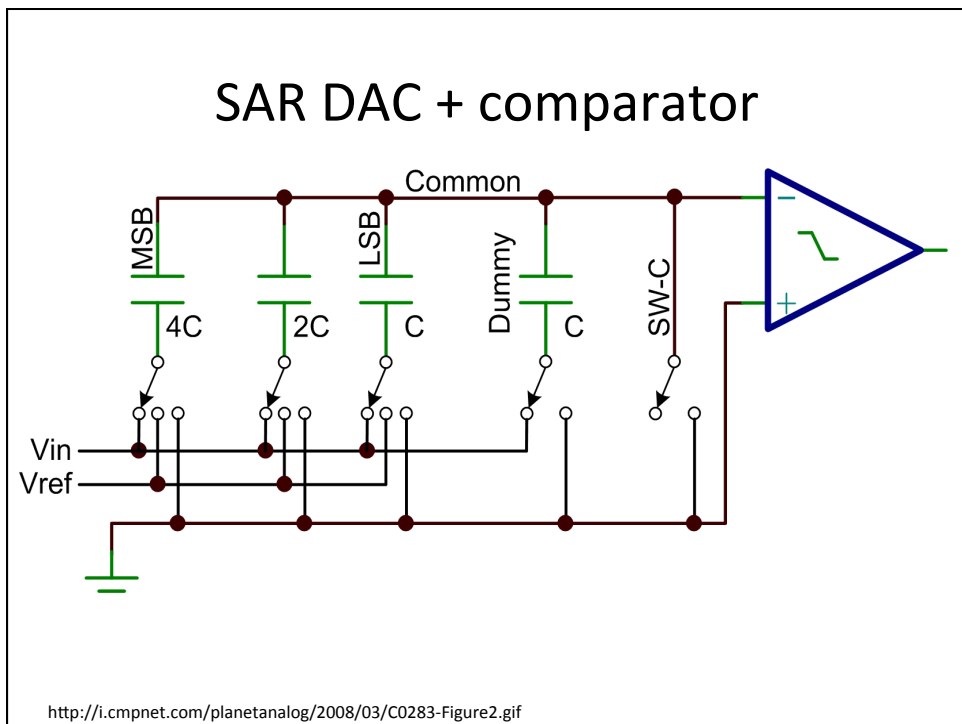 SAR DAC + comparator
Common
MSB
LSB
Dummy
SW-C
4C
2C
C
C
−
+
Vin
Vref
http://i.cmpnet.com/planetanalog/2008/03/C0283-Figure2.gif